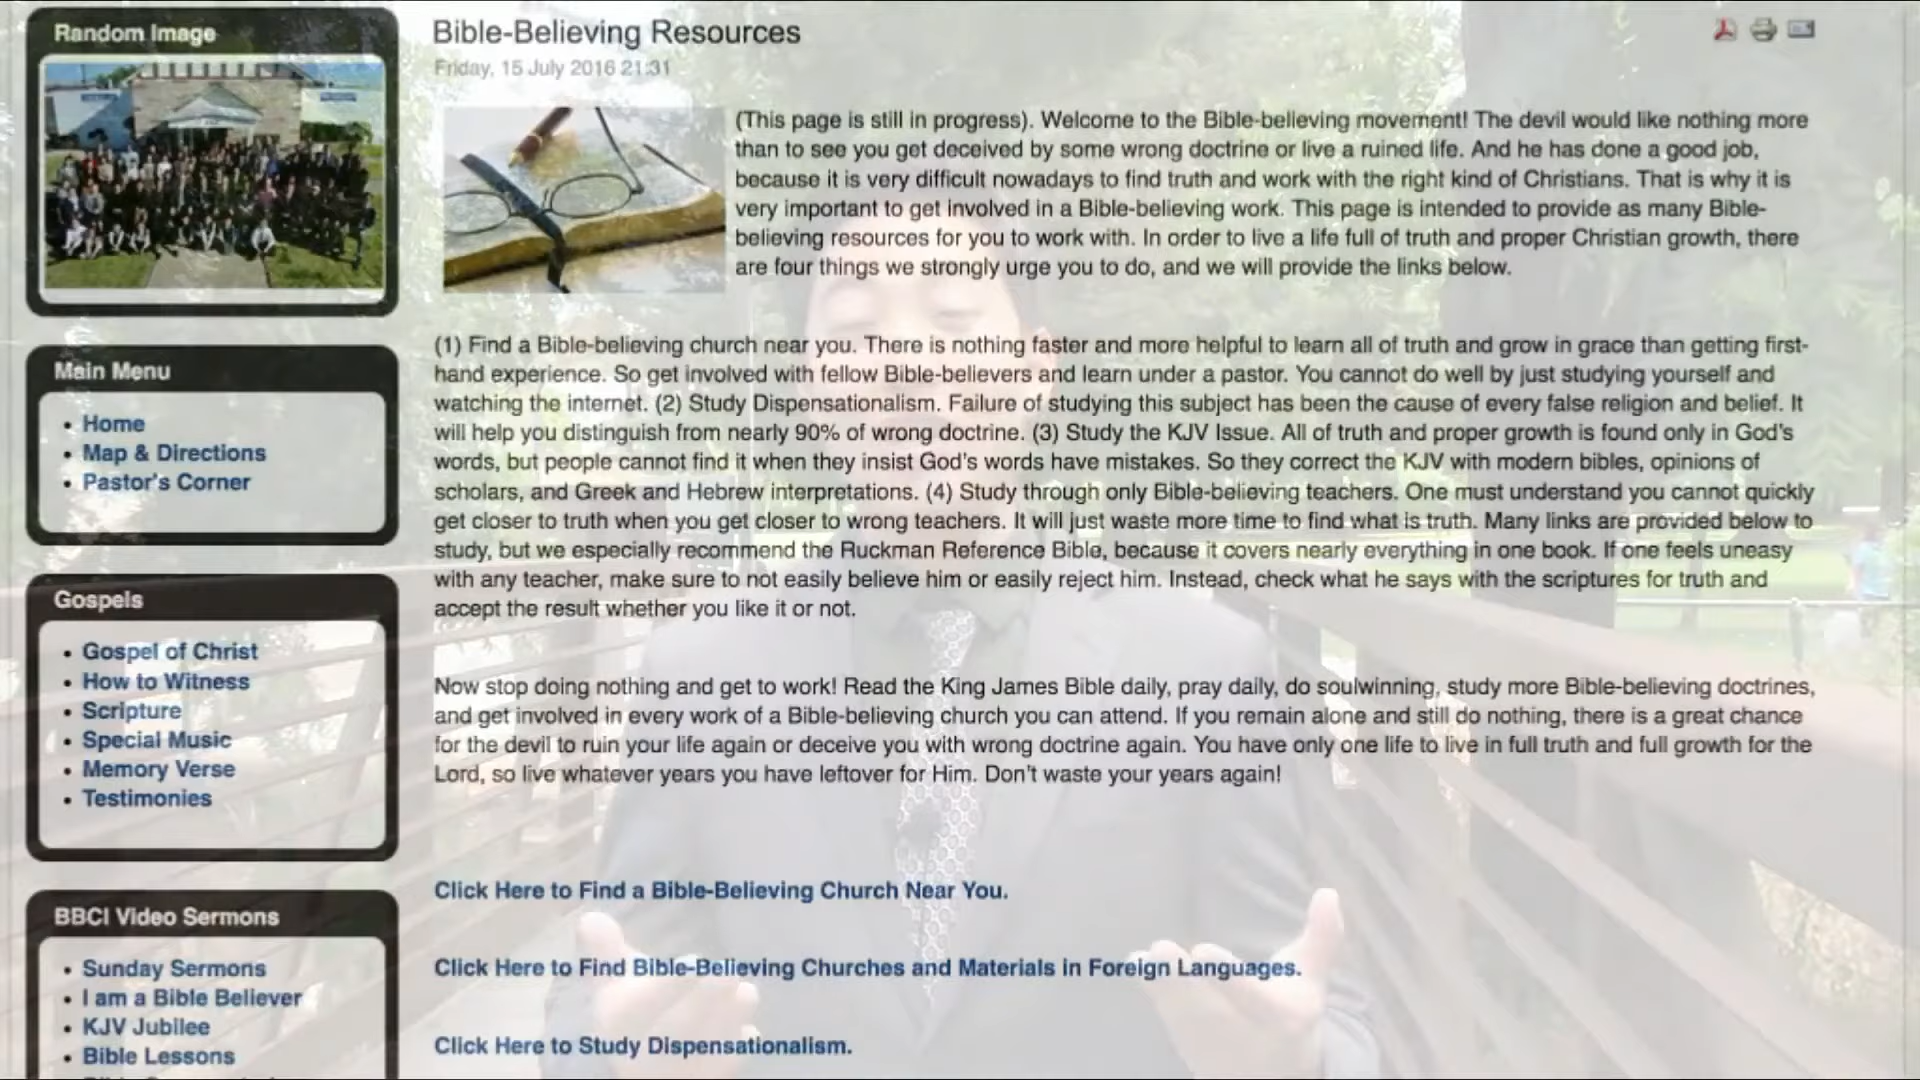 Random Image
Main Menu
Home
Map & Directions
Pastor's Corner
Gospels
Gospel of Christ
How to Witness
Scripture
Special Music
Memory Verse
Testimonies
BBCI Video Sermons
Sunday Sermons
I am a Bible Believer
KJV Jubilee
Bible Lessons
Bible-Believing Resources
Friday, 15 July 2016 21:31
(This page is still in progress). Welcome to the Bible-believing movement! The devil would like nothing more
than to see you get deceived by some wrong doctrine or live a ruined life. And he has done a good job,
because it is very difficult nowadays to find truth and work with the right kind of Christians. That is why it is
very important to get involved in a Bible-believing work. This page is intended to provide as many Bible-
believing resources for you to work with. In order to live a life full of truth and proper Christian growth, there
are four things we strongly urge you to do, and we will provide the links below.
(1) Find a Bible-believing church near you. There is nothing faster and more helpful to learn all of truth and grow in grace than getting first-
hand experience. So get involved with fellow Bible-believers and learn under a pastor. You cannot do well by just studying yourself and
watching the internet. (2) Study Dispensationalism. Failure of studying this subject has been the cause of every false religion and belief. It
will help you distinguish from nearly 90% of wrong doctrine. (3) Study the KJV Issue. All of truth and proper growth is found only in God's
words, but people cannot find it when they insist God's words have mistakes. So they correct the KJV with modern bibles, opinions of
scholars, and Greek and Hebrew interpretations. (4) Study through only Bible-believing teachers. One must understand you cannot quickly
get closer to truth when you get closer to wrong teachers. It will just waste more time to find what is truth. Many links are provided below to
study, but we especially recommend the Ruckman Reference Bible, because it covers nearly everything in one book. If one feels uneasy
with any teacher, make sure to not easily believe him or easily reject him. Instead, check what he says with the scriptures for truth and
accept the result whether you like it or not.
Now stop doing nothing and get to work! Read the King James Bible daily, pray daily, do soulwinning, study more Bible-believing doctrines,
and get involved in every work of a Bible-believing church you can attend. If you remain alone and still do nothing, there is a great chance
for the devil to ruin your life again or deceive you with wrong doctrine again. You have only one life to live in full truth and full growth for the
Lord, so live whatever years you have leftover for Him. Don't waste your years again!
Click Here to Find a Bible-Believing Church Near You.
Click Here to Find Bible-Believing Churches and Materials in Foreign Languages.
Click Here to Study Dispensationalism.